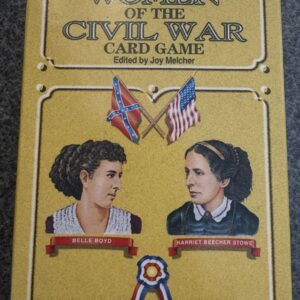 WOMEN
OF THE
CIVIL WAR
CARD GAME
Edited by Joy Melcher
BELLE BOYD
HARRIET BEECHER STOWE